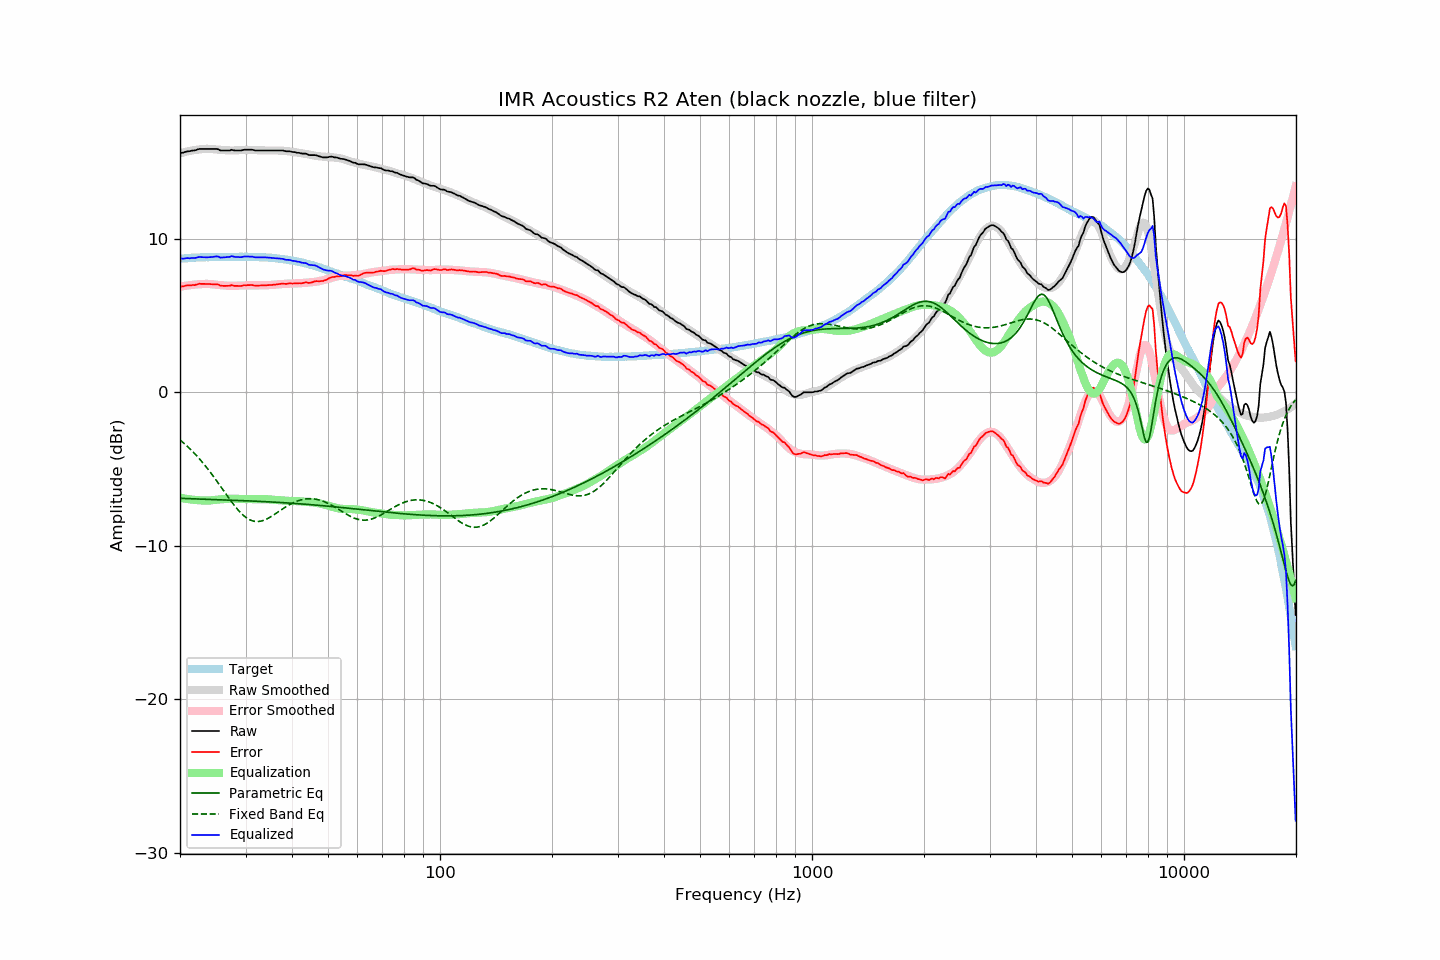 IMR Acoustics R2 Aten (black nozzle, blue filter)
Amplitude (dBr)
10
0
−10
−20
−30
Target
Raw Smoothed
Error Smoothed
Raw
Error
Equalization
Parametric Eq
Fixed Band Eq
Equalized
100
1000
10000
Frequency (Hz)